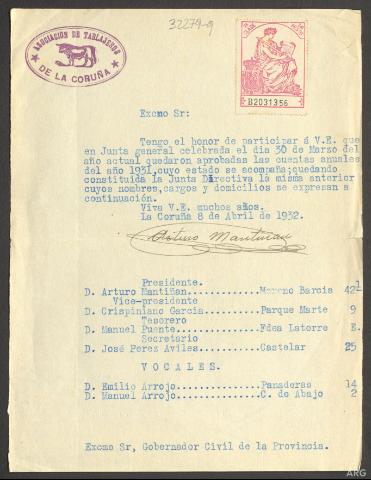 32279-9
ASOCIACION DE TABLAJEROS
DE LA CORUÑA
B2031356
Excmo Sr:
Tengo el honor de participar á V.E. que
en Junta general celebrada el dia 30 de Marzo del
año actual quedaron aprobadas las cuentas anuales
del año 1931, cuyo estado se acompaña; quedando
constituida la Junta Directiva la misma anterior
cuyos nombres, cargos y domicilios se expresan a
continuación.
Viva V.E. muchos años.
La Coruña 8 de Abril de 1932.
Arturo Mantiñan
Presidente.
D. Arturo Mantiñan.............Moreno Barcia 42-1
Vice-presidente
D. Crispiniano Garcia..........Parque Marte 9
Tesorero
D. Manuel Puente...............Fdea Latorre E.
Secretario
D. José Perez Aviles...........Castelar 25
VOCALES.
D. Emilio Arrojo...............Panaderas 14
D. Manuel Arrojo...............C. de Abajo 2
Excmo Sr, Gobernador Civil de la Provincia.
ARG